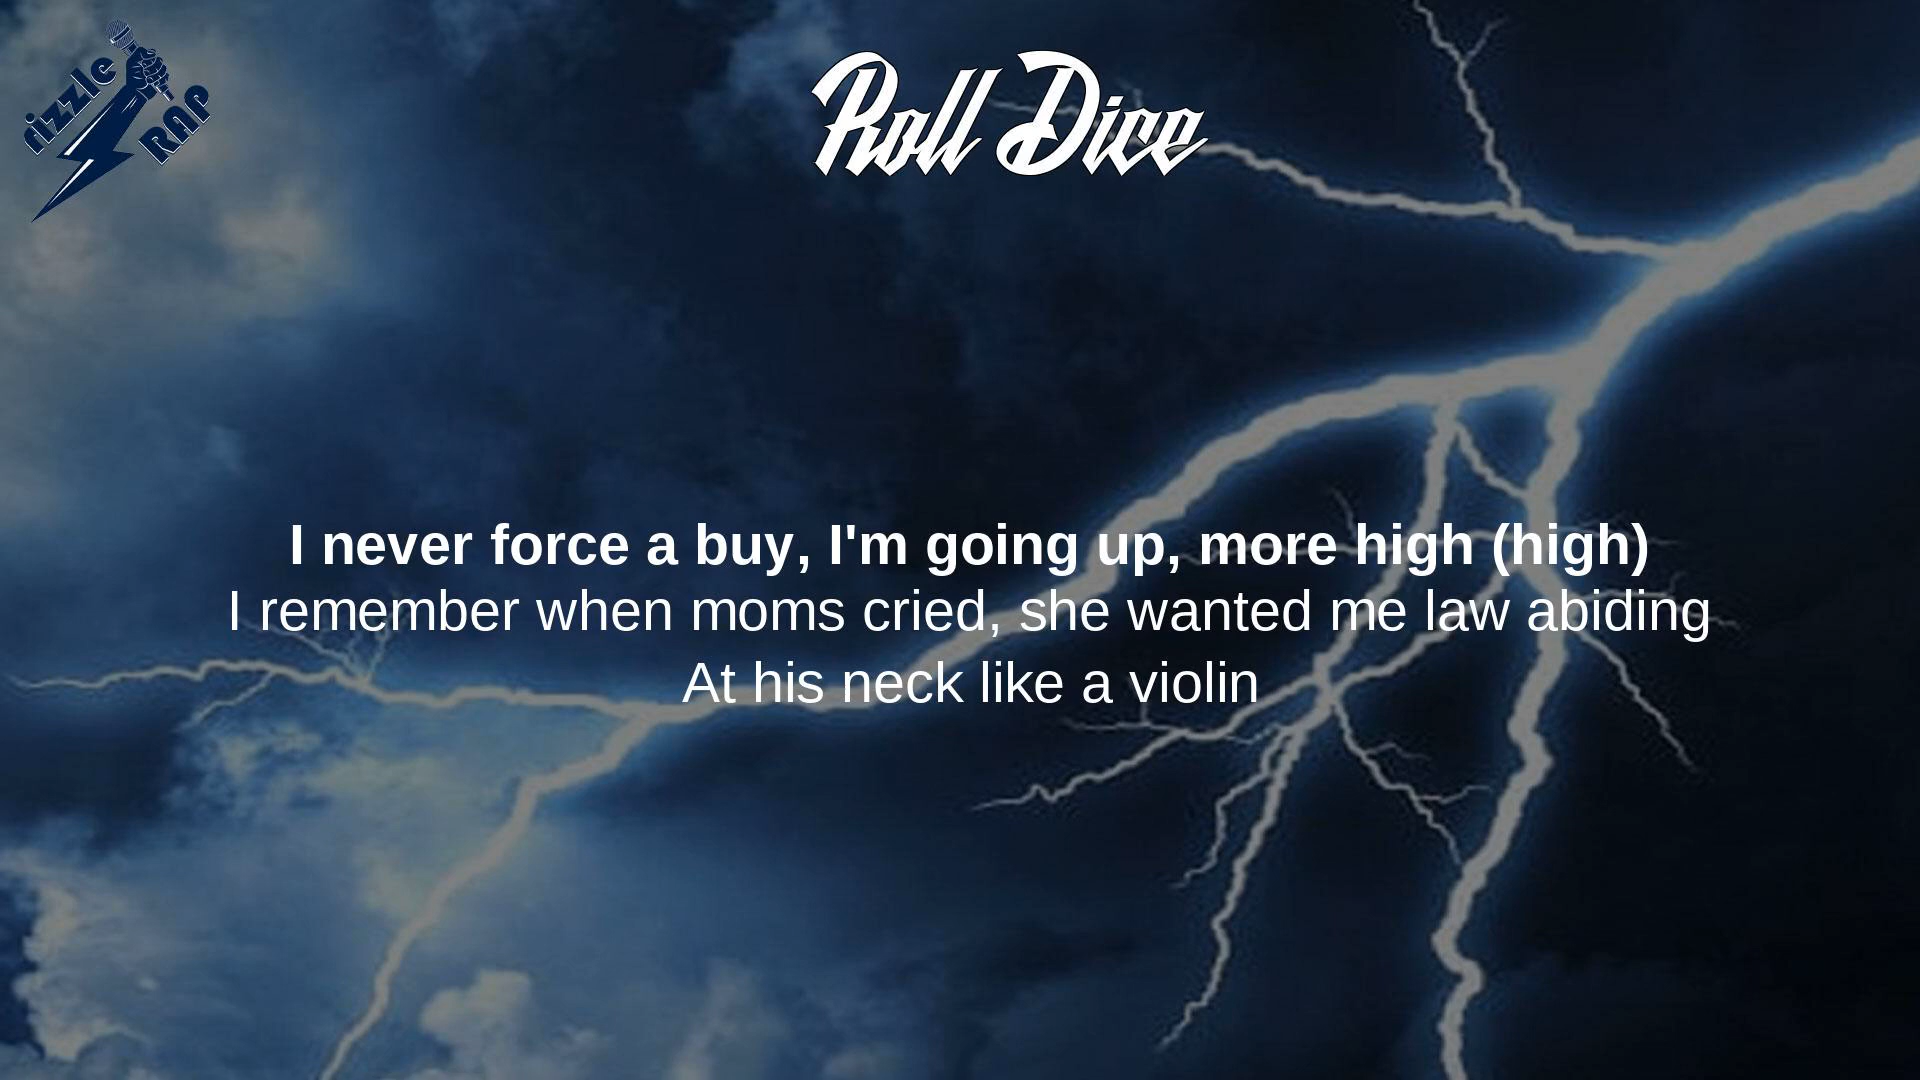 rizzle
RAP
Roll Dice
I never force a buy, I'm going up, more high (high)
I remember when moms cried, she wanted me law abiding
At his neck like a violin